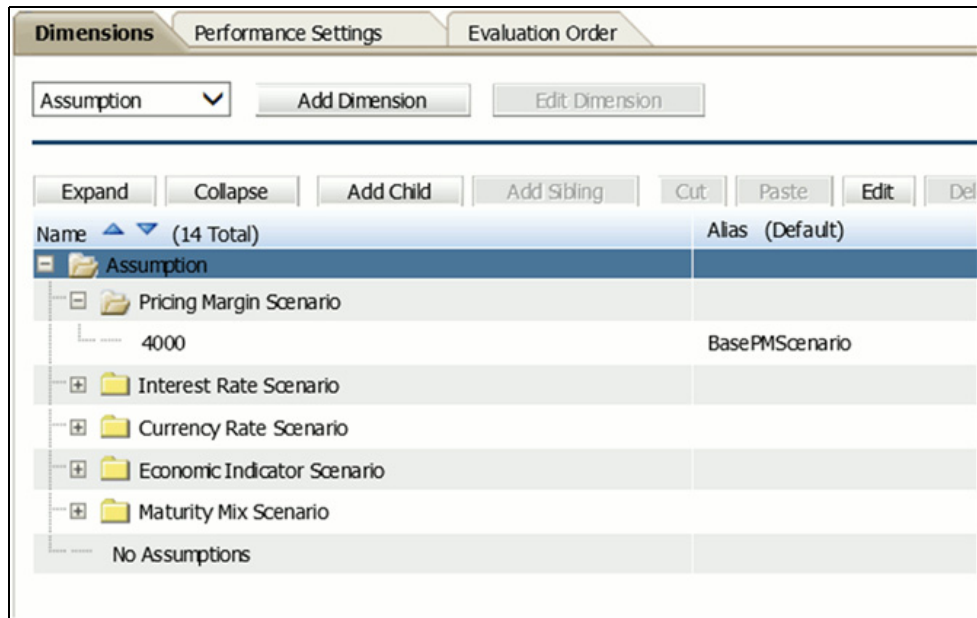 Dimensions Performance Settings Evaluation Order
Assumption Add Dimension Edit Dimension
Expand Collapse Add Child Add Sibling Cut Paste Edit Del
Name (14 Total) Alias (Default)
Assumption
Pricing Margin Scenario
4000 BasePMScenario
Interest Rate Scenario
Currency Rate Scenario
Economic Indicator Scenario
Maturity Mix Scenario
No Assumptions